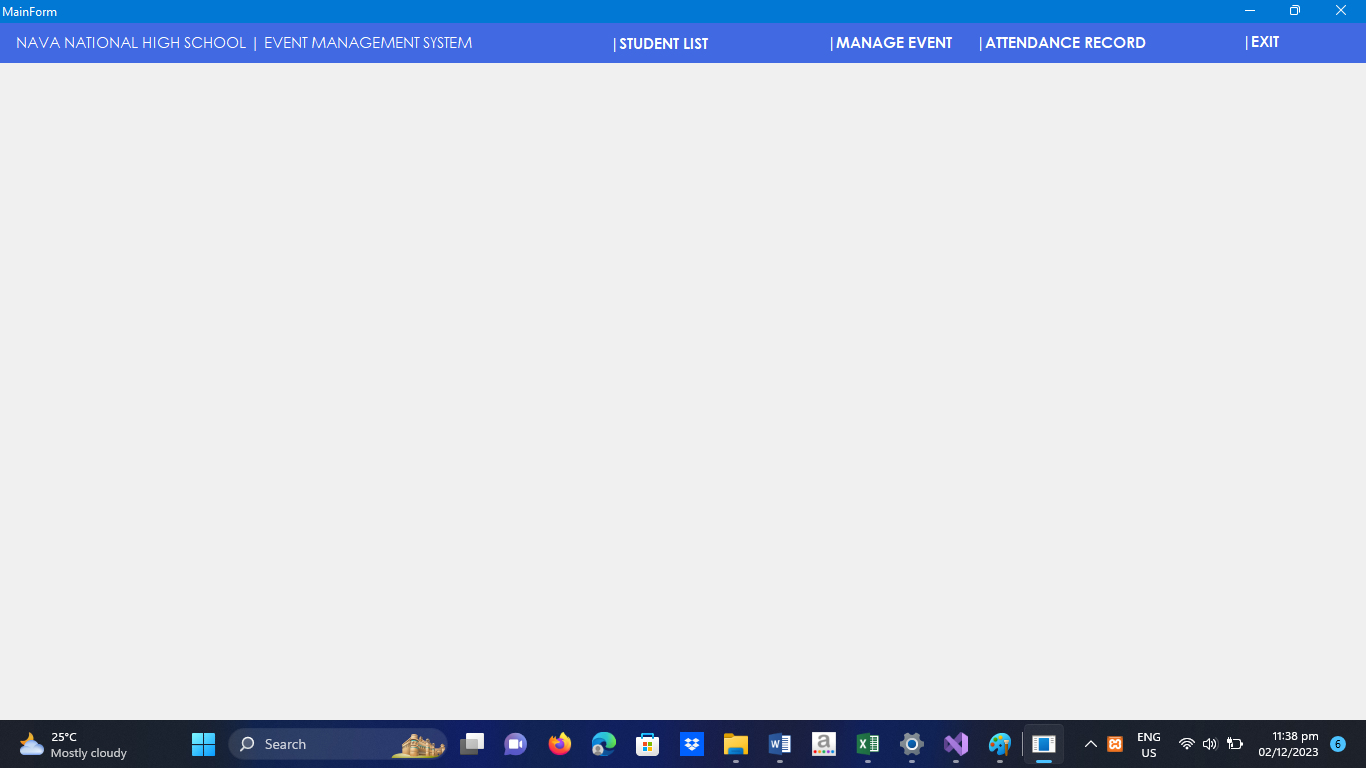 MainForm
NAVA NATIONAL HIGH SCHOOL | EVENT MANAGEMENT SYSTEM |STUDENT LIST |MANAGE EVENT |ATTENDANCE RECORD |EXIT
25°C
Mostly cloudy
Search
ENG
US
11:38 pm
02/12/2023
6